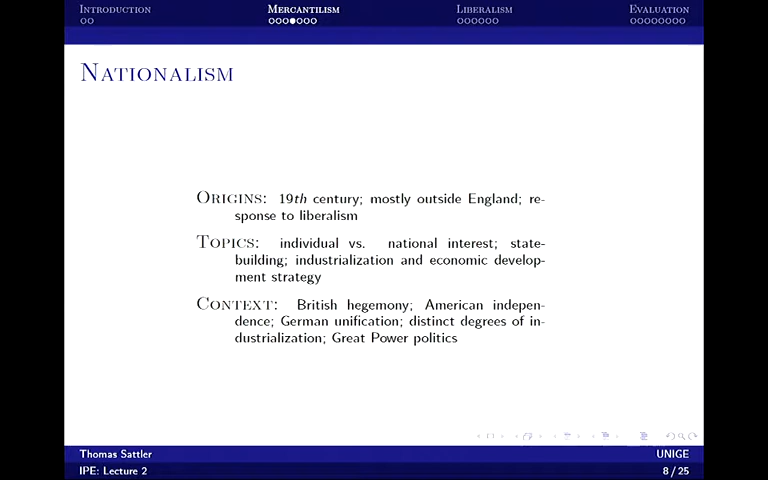 Introduction Mercantilism Liberalism Evaluation
Nationalism
Origins: 19th century; mostly outside England; re-
sponse to liberalism
Topics: individual vs. national interest; state-
building; industrialization and economic develop-
ment strategy
Context: British hegemony; American indepen-
dence; German unification; distinct degrees of in-
dustrialization; Great Power politics
Thomas Sattler UNIGE
IPE: Lecture 2 8 / 25